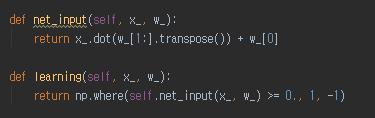 def net_input(self, x_, w_):
    return x_.dot(w_[1:].transpose()) + w_[0]

def learning(self, x_, w_):
    return np.where(self.net_input(x_, w_) >= 0., 1, -1)